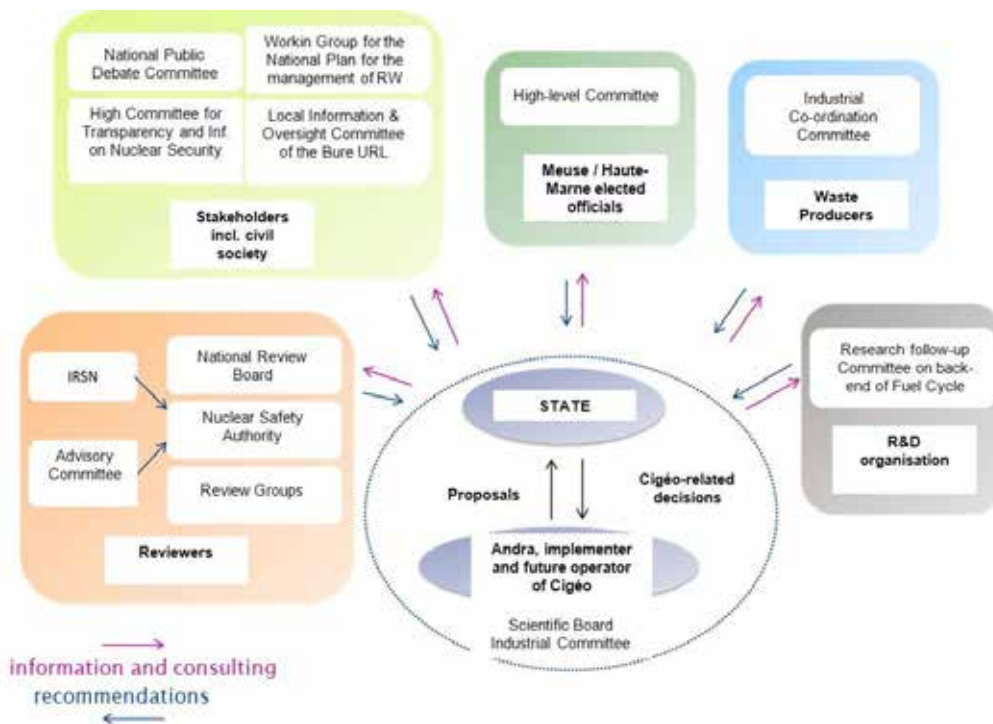 National Public
Debate Committee
Workin Group for the
National Plan for the
management of RW
High Committee for
Transparency and Inf.
on Nuclear Security
Local Information &
Oversight Committee
of the Bure URL
Stakeholders
incl. civil
society
High-level Committee
Meuse / Haute-
Marne elected
officials
Industrial
Co-ordination
Committee
Waste
Producers
IRSN
Advisory
Committee
National Review
Board
Nuclear Safety
Authority
Review Groups
Reviewers
Research follow-up
Committee on back-
end of Fuel Cycle
R&D
organisation
STATE
Proposals
Cigéo-related
decisions
Andra, implementer
and future operator
of Cigéo
Scientific Board
Industrial Committee
information and consulting
recommendations